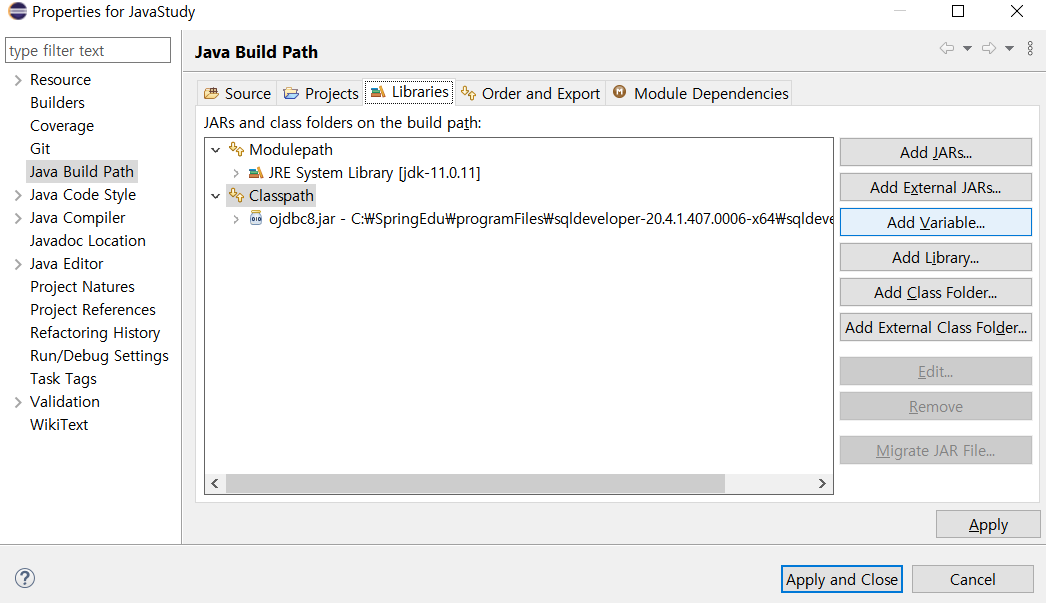 Properties for JavaStudy
type filter text
Resource
Builders
Coverage
Git
Java Build Path
Java Code Style
Java Compiler
Javadoc Location
Java Editor
Project Natures
Project References
Refactoring History
Run/Debug Settings
Task Tags
Validation
WikiText
Java Build Path
Source Projects Libraries Order and Export Module Dependencies
JARs and class folders on the build path:
Modulepath
JRE System Library [jdk-11.0.11]
Classpath
ojdbc8.jar - C:₩SpringEdu₩programFiles₩sqldeveloper-20.4.1.407.0006-x64₩sqldeve
Add JARs...
Add External JARs...
Add Variable...
Add Library...
Add Class Folder...
Add External Class Folder...
Edit...
Remove
Migrate JAR File...
Apply
Apply and Close Cancel